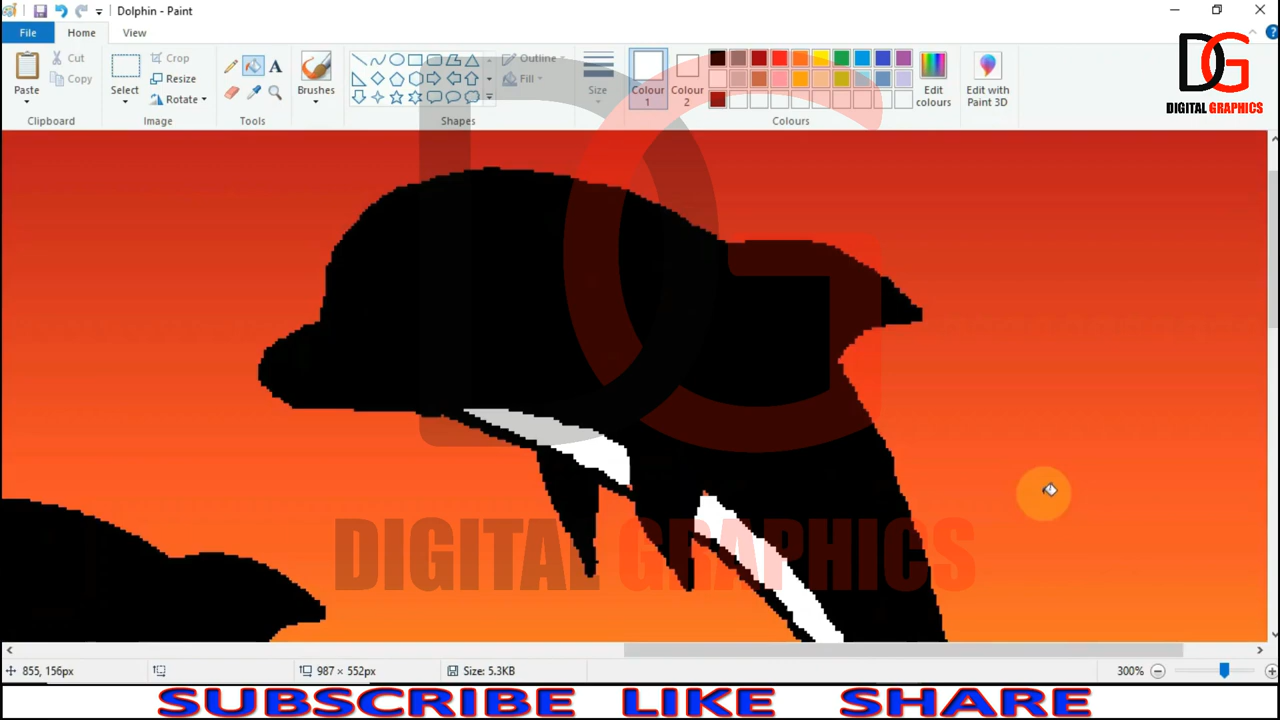 Dolphin - Paint
File Home View
Paste
Cut
Copy
Clipboard
Select
Crop
Resize
Rotate
Image
A
Tools
Brushes
Outline
Fill
Shapes
Size
Colour 1
Colour 2
Edit colours
Edit with Paint 3D
Colours
DG
DIGITAL GRAPHICS
DG
DIGITAL GRAPHICS
855, 156px
987 × 552px
Size: 5.3KB
300%
SUBSCRIBE LIKE SHARE